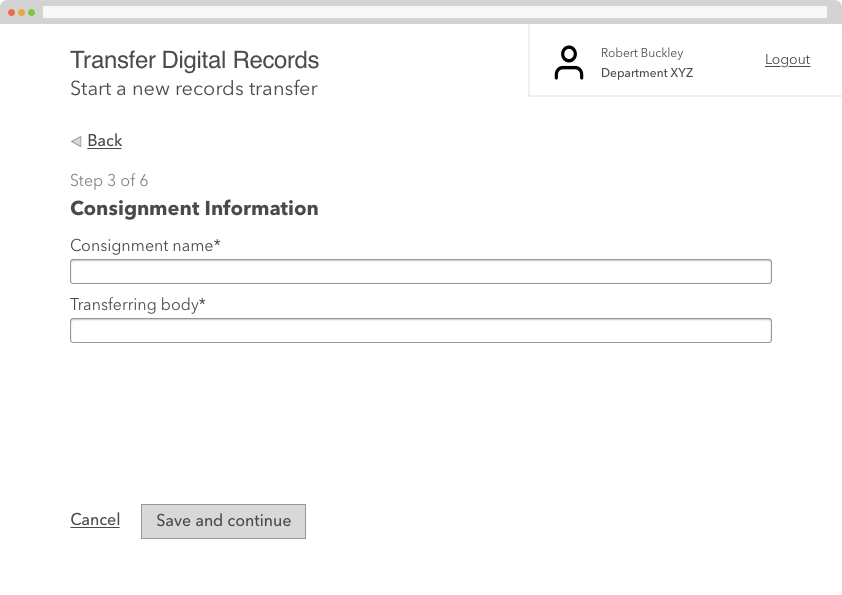 Transfer Digital Records
Start a new records transfer
Robert Buckley
Department XYZ
Logout
Back
Step 3 of 6
Consignment Information
Consignment name*
Transferring body*
Cancel
Save and continue